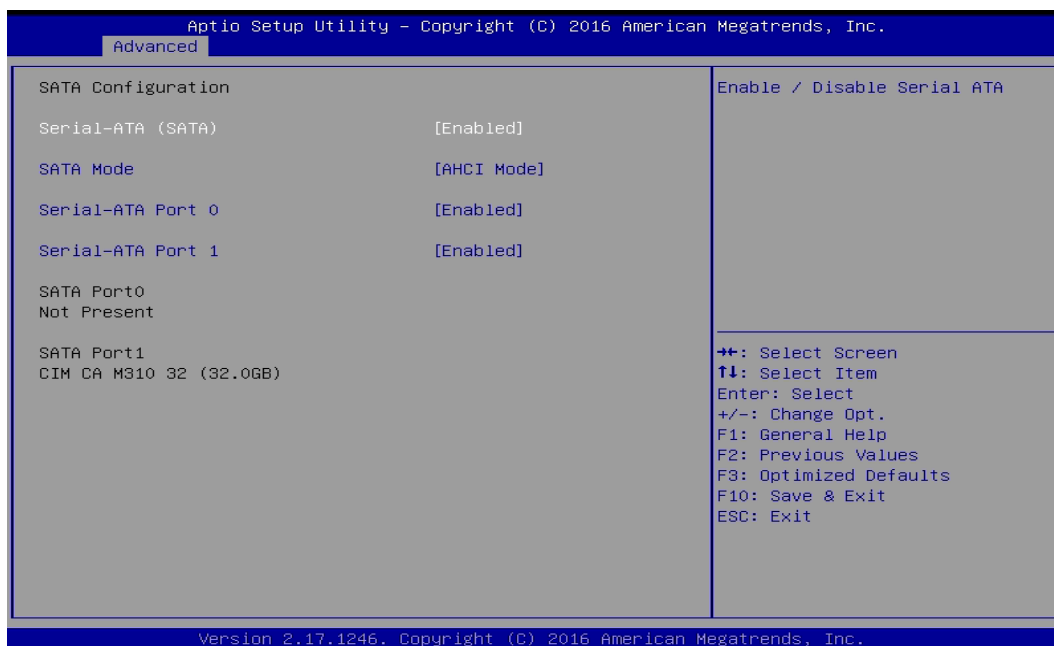 Aptio Setup Utility – Copyright (C) 2016 American Megatrends, Inc.
Advanced
SATA Configuration
Serial-ATA (SATA) [Enabled]
SATA Mode [AHCI Mode]
Serial-ATA Port 0 [Enabled]
Serial-ATA Port 1 [Enabled]
SATA Port0
Not Present
SATA Port1
CIM CA M310 32 (32.0GB)
Enable / Disable Serial ATA
→←: Select Screen
↑↓: Select Item
Enter: Select
+/-: Change Opt.
F1: General Help
F2: Previous Values
F3: Optimized Defaults
F10: Save & Exit
ESC: Exit
Version 2.17.1246. Copyright (C) 2016 American Megatrends, Inc.